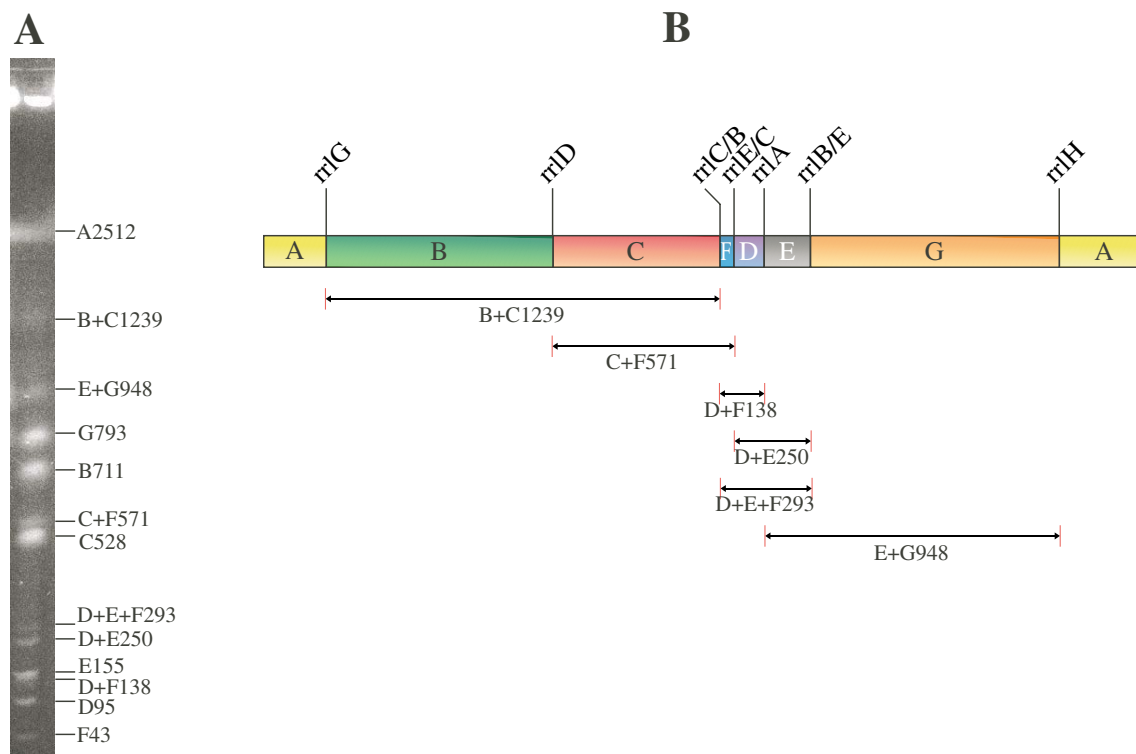 A
B
A2512
B+C1239
E+G948
G793
B711
C+F571
C528
D+E+F293
D+E250
E155
D+F138
D95
F43
rrlG
rrlD
rrlC/B
rrlE/C
rrlA
rrlB/E
rrlH
A B C F D E G A
B+C1239
C+F571
D+F138
D+E250
D+E+F293
E+G948